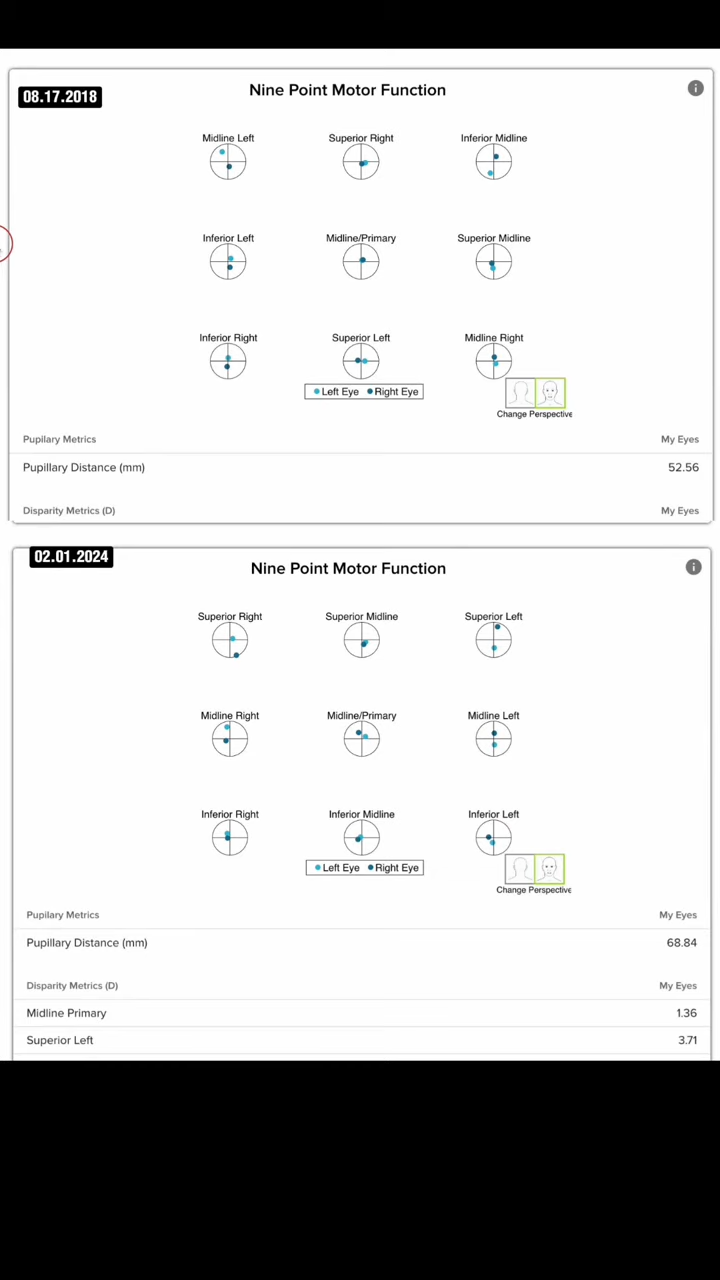 08.17.2018
Nine Point Motor Function
Midline Left Superior Right Inferior Midline
Inferior Left Midline/Primary Superior Midline
Inferior Right Superior Left Midline Right
Left Eye Right Eye
Change Perspective
Pupilary Metrics My Eyes
Pupillary Distance (mm) 52.56
Disparity Metrics (D) My Eyes
02.01.2024
Nine Point Motor Function
Superior Right Superior Midline Superior Left
Midline Right Midline/Primary Midline Left
Inferior Right Inferior Midline Inferior Left
Left Eye Right Eye
Change Perspective
Pupilary Metrics My Eyes
Pupillary Distance (mm) 68.84
Disparity Metrics (D) My Eyes
Midline Primary 1.36
Superior Left 3.71